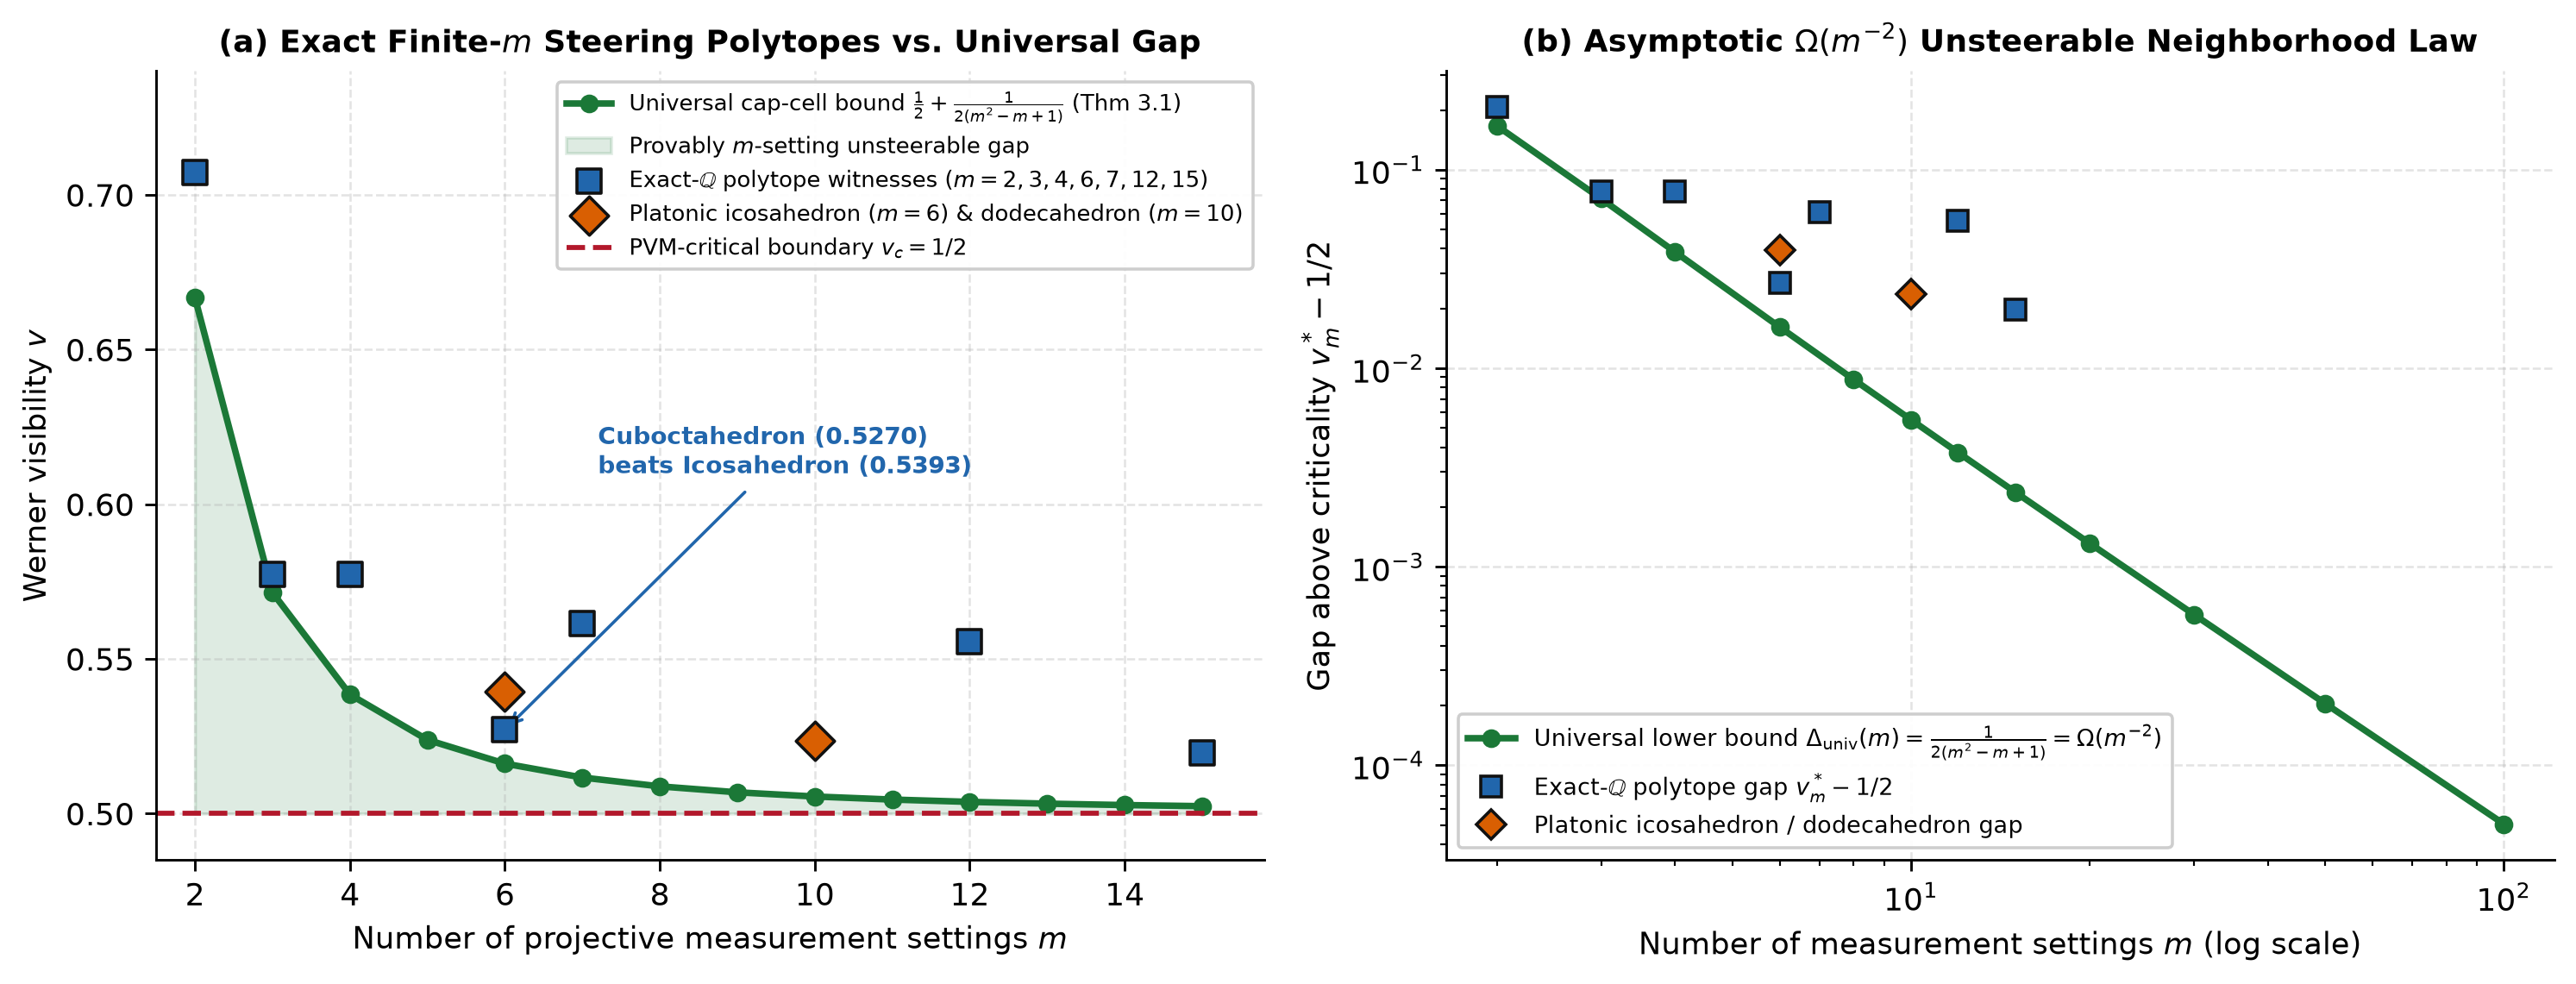 (a) Exact Finite-m Steering Polytopes vs. Universal Gap
Universal cap-cell bound 1/2 + 1/(2(m² − m + 1)) (Thm 3.1)
Provably m-setting unsteerable gap
Exact-ℚ polytope witnesses (m = 2, 3, 4, 6, 7, 12, 15)
Platonic icosahedron (m = 6) & dodecahedron (m = 10)
PVM-critical boundary v_c = 1/2
Werner visibility v
0.70
0.65
0.60
0.55
0.50
Cuboctahedron (0.5270)
beats Icosahedron (0.5393)
2 4 6 8 10 12 14
Number of projective measurement settings m
(b) Asymptotic Ω(m⁻²) Unsteerable Neighborhood Law
Gap above criticality v*_m − 1/2
10⁻¹
10⁻²
10⁻³
10⁻⁴
Universal lower bound Δ_univ(m) = 1/(2(m² − m + 1)) = Ω(m⁻²)
Exact-ℚ polytope gap v*_m − 1/2
Platonic icosahedron / dodecahedron gap
10¹ 10²
Number of measurement settings m (log scale)